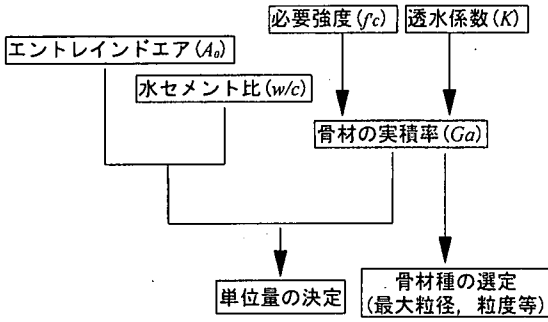 必要強度(f'c)
透水係数(K)
エントレインドエア(A₀)
水セメント比(w/c)
骨材の実積率(Ga)
単位量の決定
骨材種の選定
(最大粒径，粒度等)